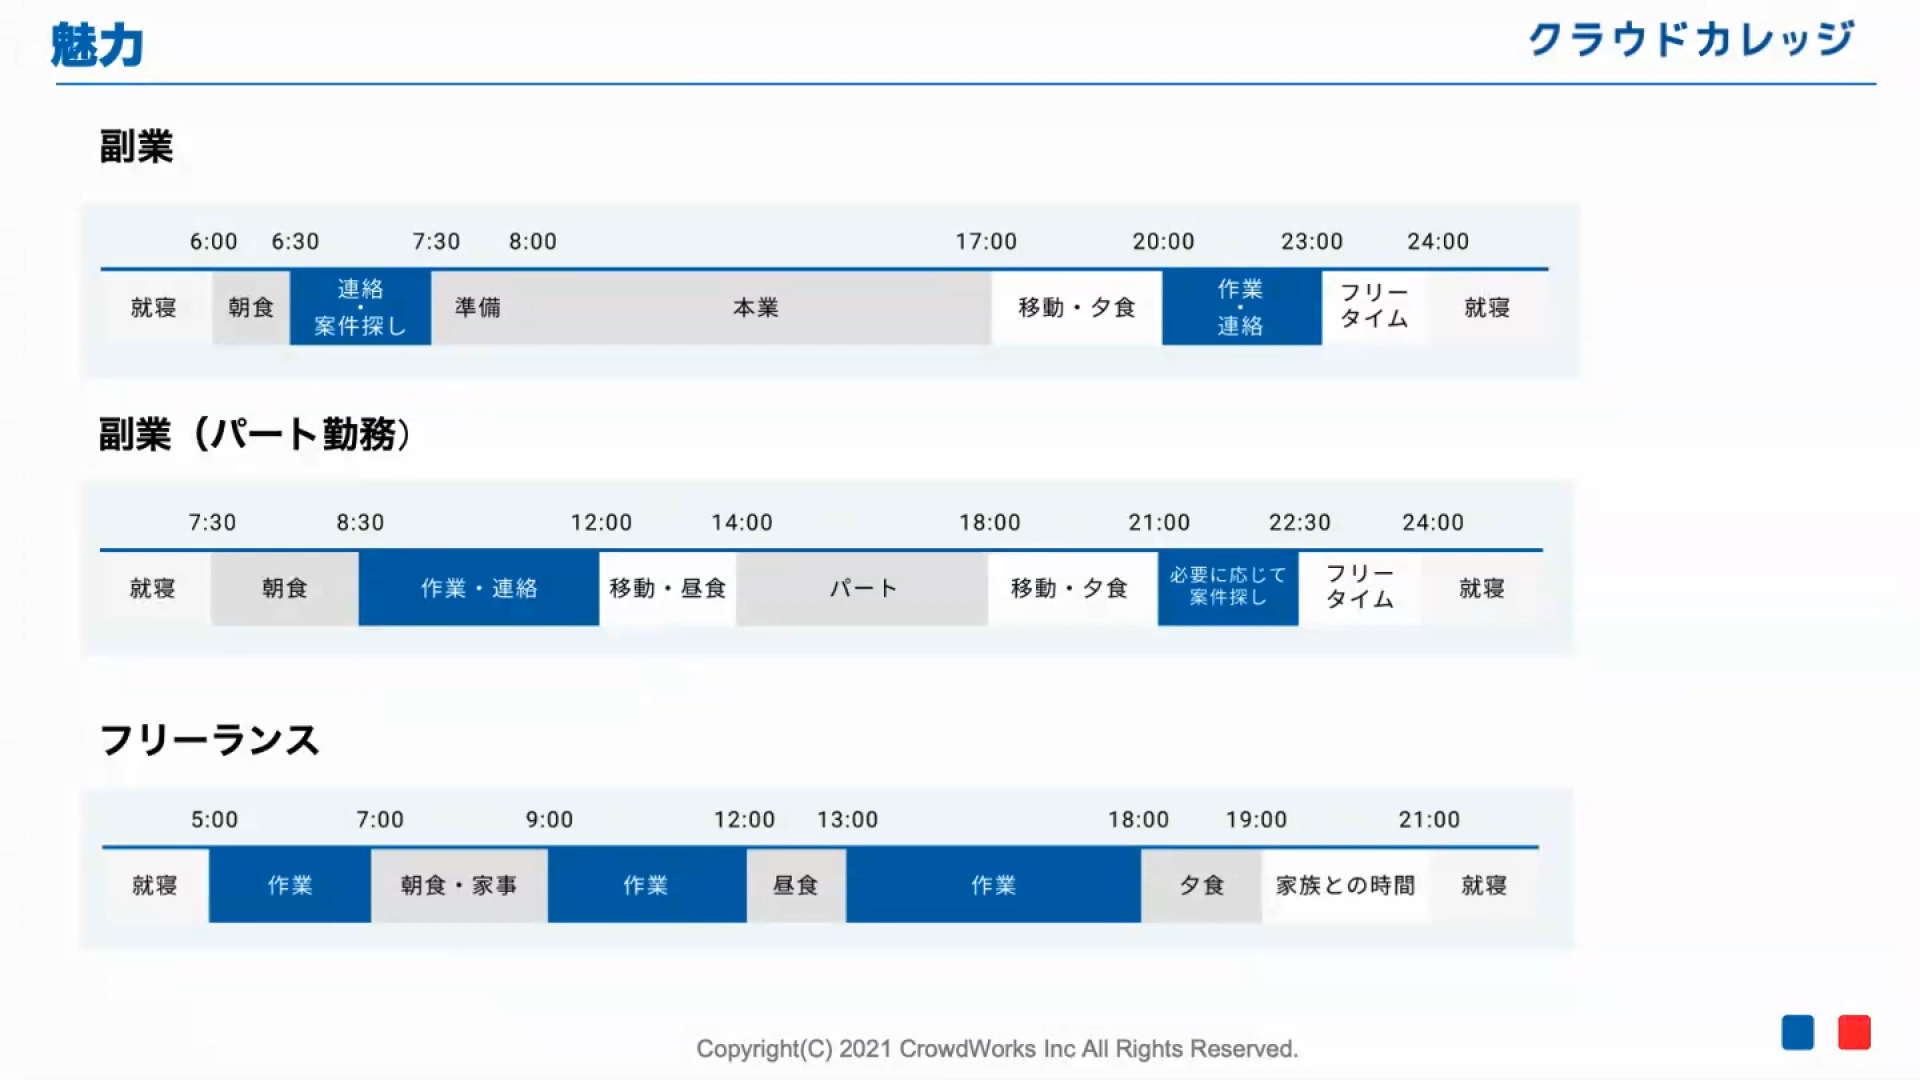 魅力
クラウドカレッジ
副業
6:00 6:30 7:30 8:00 17:00 20:00 23:00 24:00
就寝 朝食 連絡・案件探し 準備 本業 移動・夕食 作業・連絡 フリータイム 就寝
副業（パート勤務）
7:30 8:30 12:00 14:00 18:00 21:00 22:30 24:00
就寝 朝食 作業・連絡 移動・昼食 パート 移動・夕食 必要に応じて案件探し フリータイム 就寝
フリーランス
5:00 7:00 9:00 12:00 13:00 18:00 19:00 21:00
就寝 作業 朝食・家事 作業 昼食 作業 夕食 家族との時間 就寝
Copyright(C) 2021 CrowdWorks Inc All Rights Reserved.